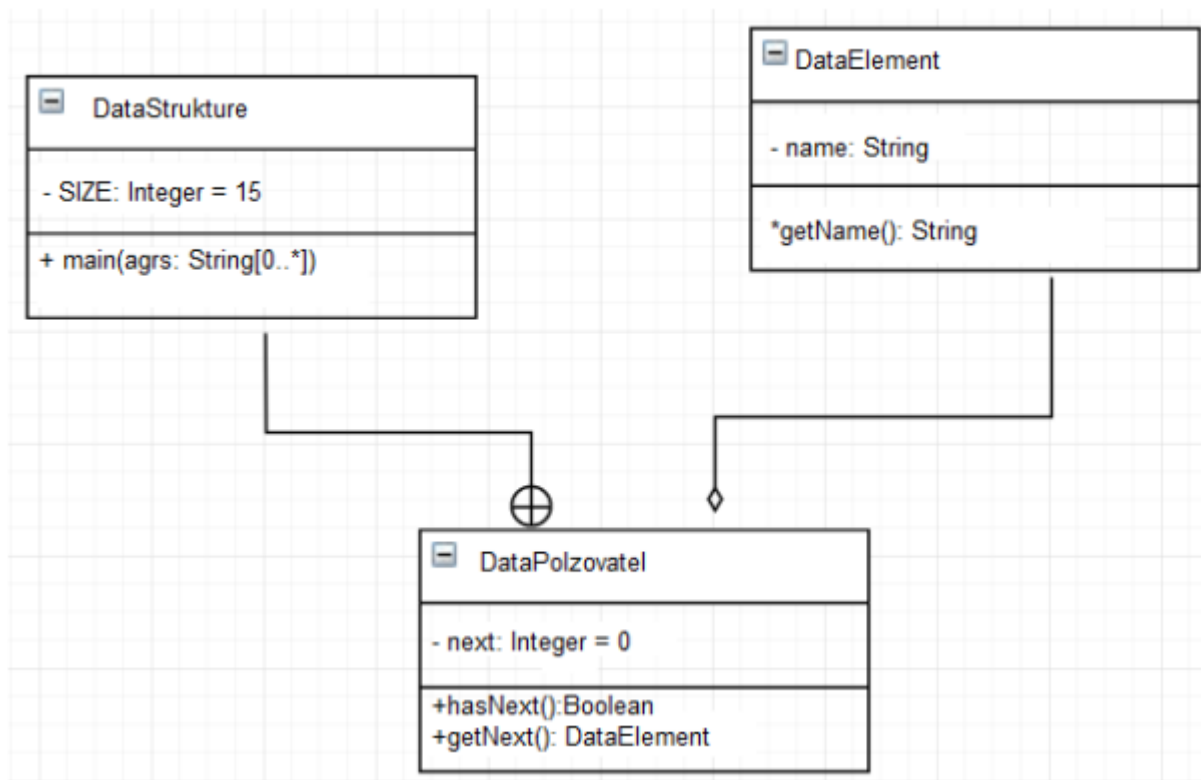 DataStrukture
- SIZE: Integer = 15
+ main(agrs: String[0..*])
DataElement
- name: String
*getName(): String
DataPolzovatel
- next: Integer = 0
+hasNext():Boolean
+getNext(): DataElement